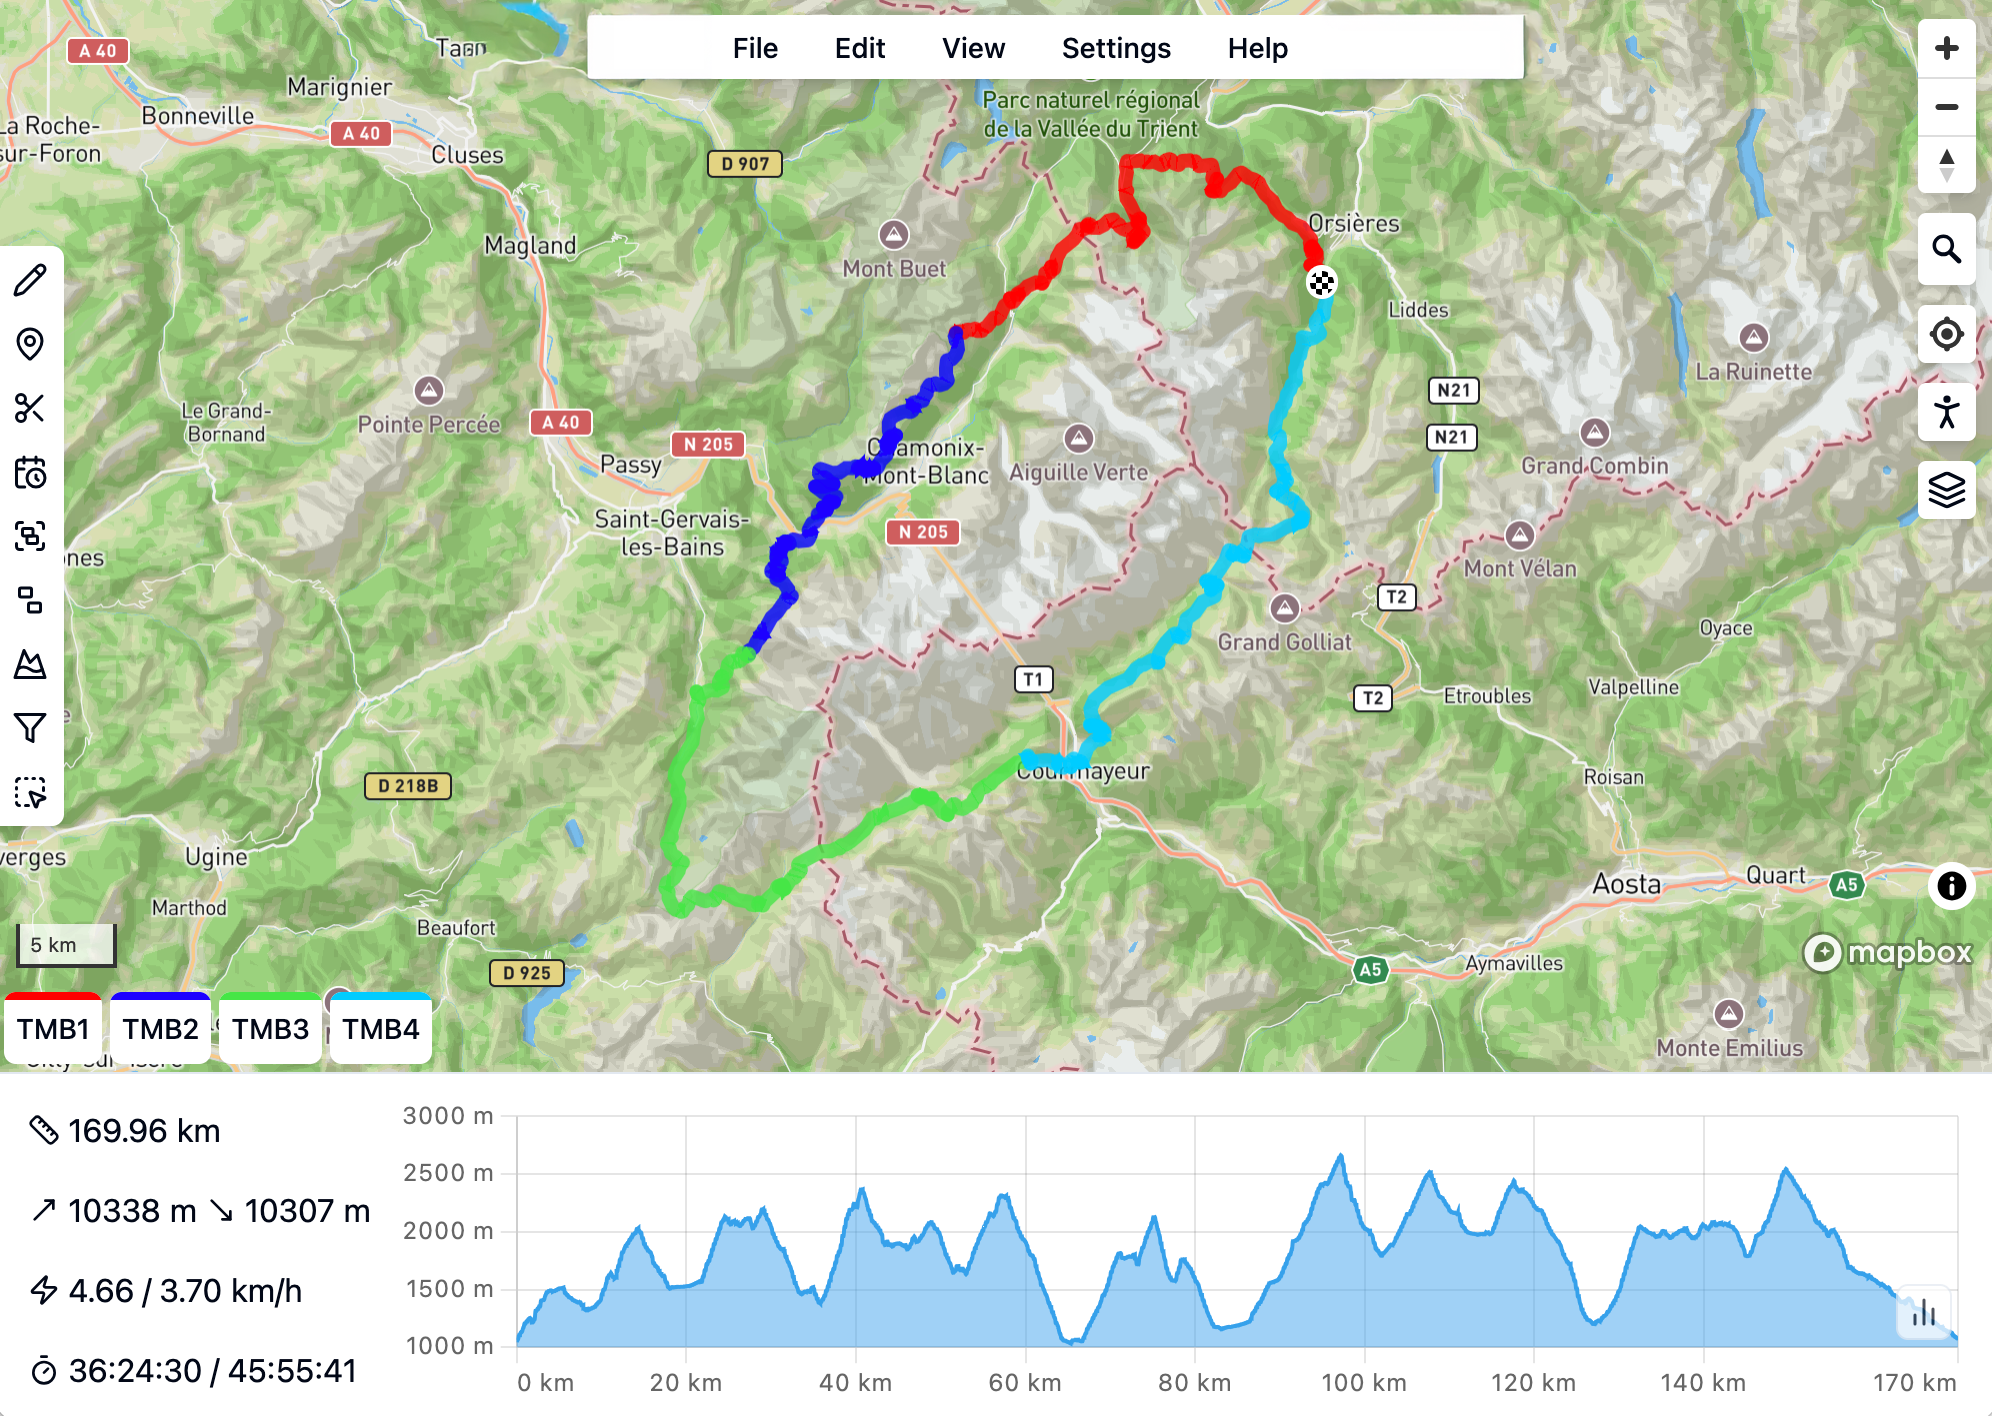 File Edit View Settings Help
A 40
Marignier
Bonneville
A 40
La Roche-
sur-Foron
Cluses
D 907
Parc naturel régional
de la Vallée du Trient
Magland
Mont Buet
Orsières
Liddes
La Ruinette
Pointe Percée
Le Grand-
Bornand
A 40
N 205
Passy
Chamonix-
Mont-Blanc
Aiguille Verte
N21
N21
Grand Combin
Saint-Gervais-
les-Bains
N 205
Mont Vélan
T2
Grand Golliat
Oyace
T1
T2
Etroubles
Valpelline
D 218B
Courmayeur
Roisan
Ugine
Aosta
Quart
A5
Marthod
Beaufort
5 km
D 925
A5
Aymavilles
mapbox
TMB1 TMB2 TMB3 TMB4
Monte Emilius
169.96 km
10338 m 10307 m
4.66 / 3.70 km/h
36:24:30 / 45:55:41
3000 m
2500 m
2000 m
1500 m
1000 m
0 km 20 km 40 km 60 km 80 km 100 km 120 km 140 km 170 km